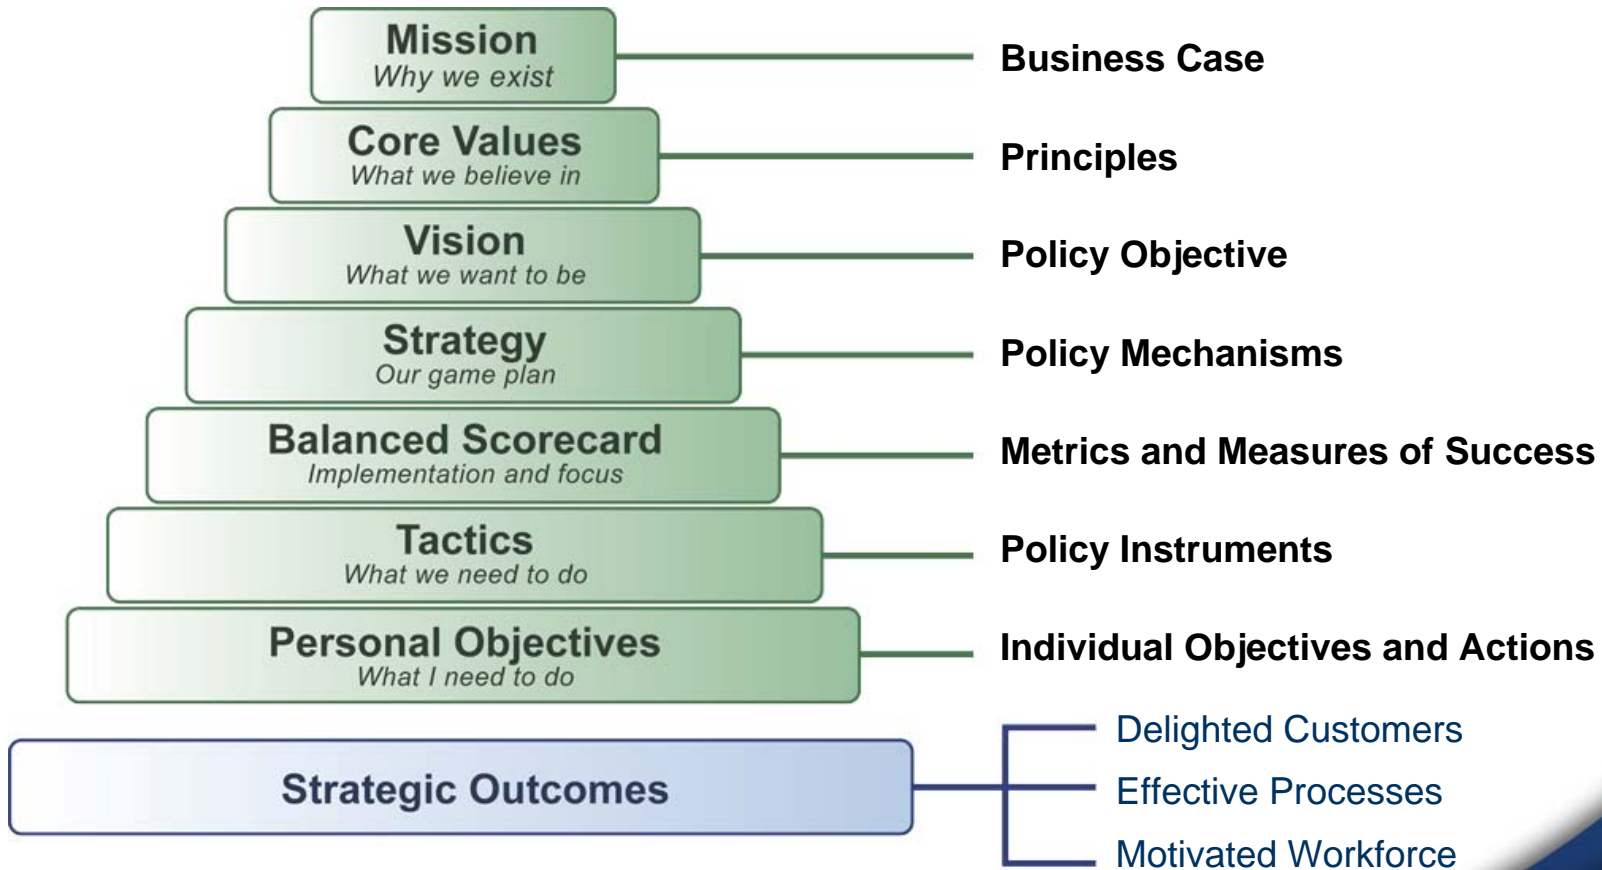 Mission
Why we exist
Business Case
Core Values
What we believe in
Principles
Vision
What we want to be
Policy Objective
Strategy
Our game plan
Policy Mechanisms
Balanced Scorecard
Implementation and focus
Metrics and Measures of Success
Tactics
What we need to do
Policy Instruments
Personal Objectives
What I need to do
Individual Objectives and Actions
Strategic Outcomes
Delighted Customers
Effective Processes
Motivated Workforce